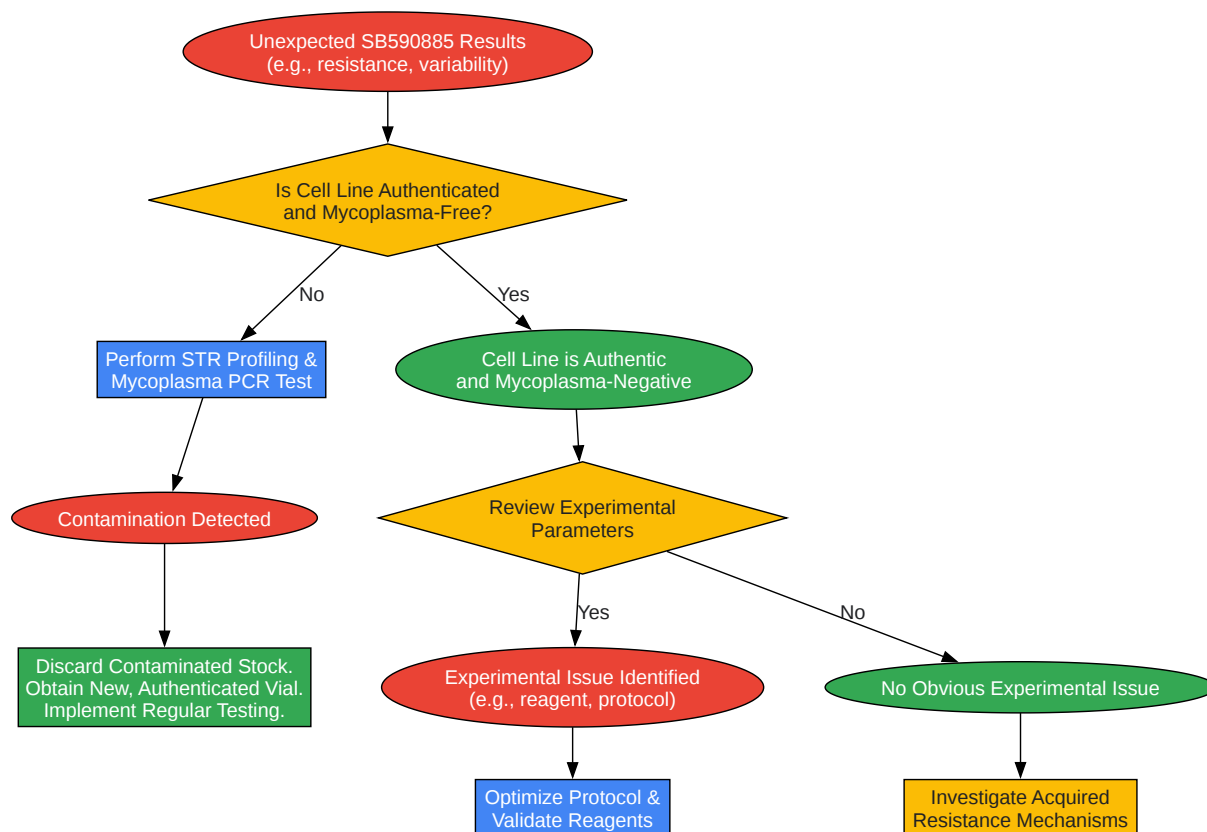 Unexpected SB590885 Results
(e.g., resistance, variability)
Is Cell Line Authenticated
and Mycoplasma-Free?
No
Yes
Perform STR Profiling &
Mycoplasma PCR Test
Cell Line is Authentic
and Mycoplasma-Negative
Contamination Detected
Review Experimental
Parameters
Yes
No
Discard Contaminated Stock.
Obtain New, Authenticated Vial.
Implement Regular Testing.
Experimental Issue Identified
(e.g., reagent, protocol)
No Obvious Experimental Issue
Optimize Protocol &
Validate Reagents
Investigate Acquired
Resistance Mechanisms